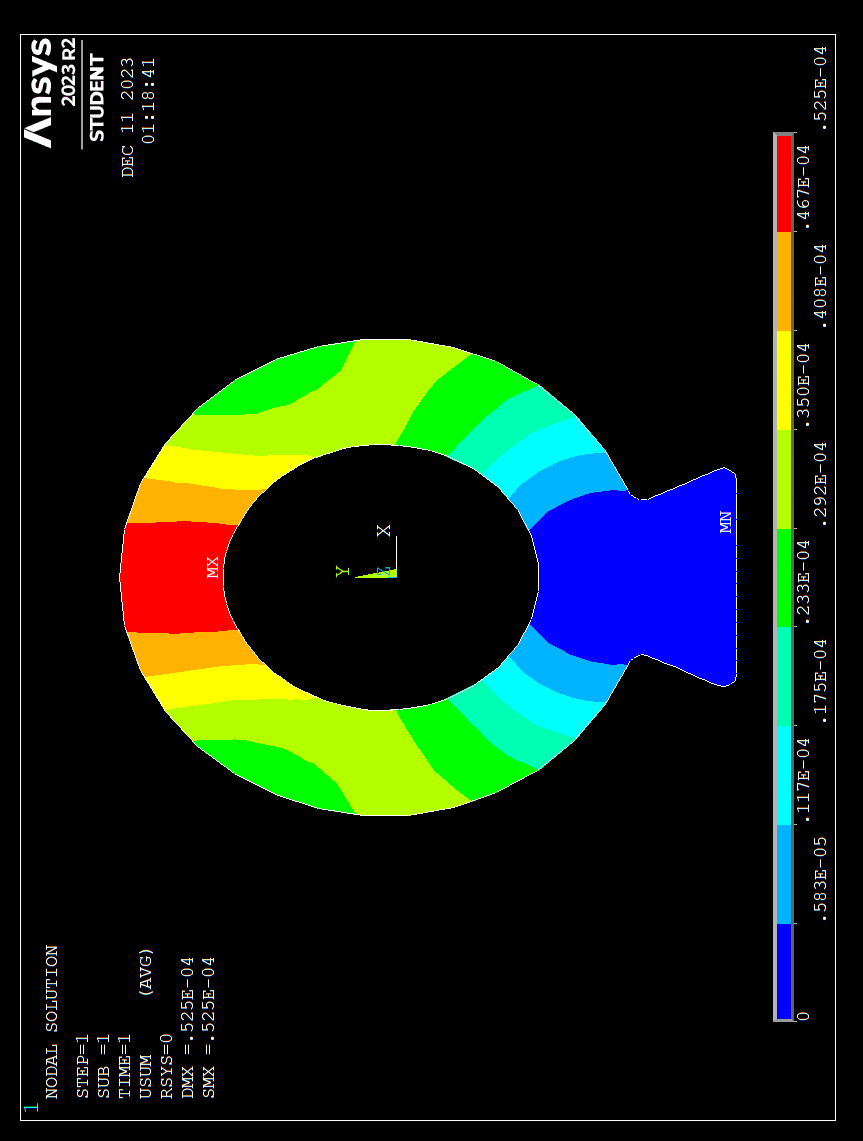 1
NODAL SOLUTION
STEP=1
SUB =1
TIME=1
USUM (AVG)
RSYS=0
DMX =.525E-04
SMX =.525E-04
Ansys
2023 R2
STUDENT
DEC 11 2023
01:18:41
MX
Y
Z
X
MN
0
.583E-05
.117E-04
.175E-04
.233E-04
.292E-04
.350E-04
.408E-04
.467E-04
.525E-04